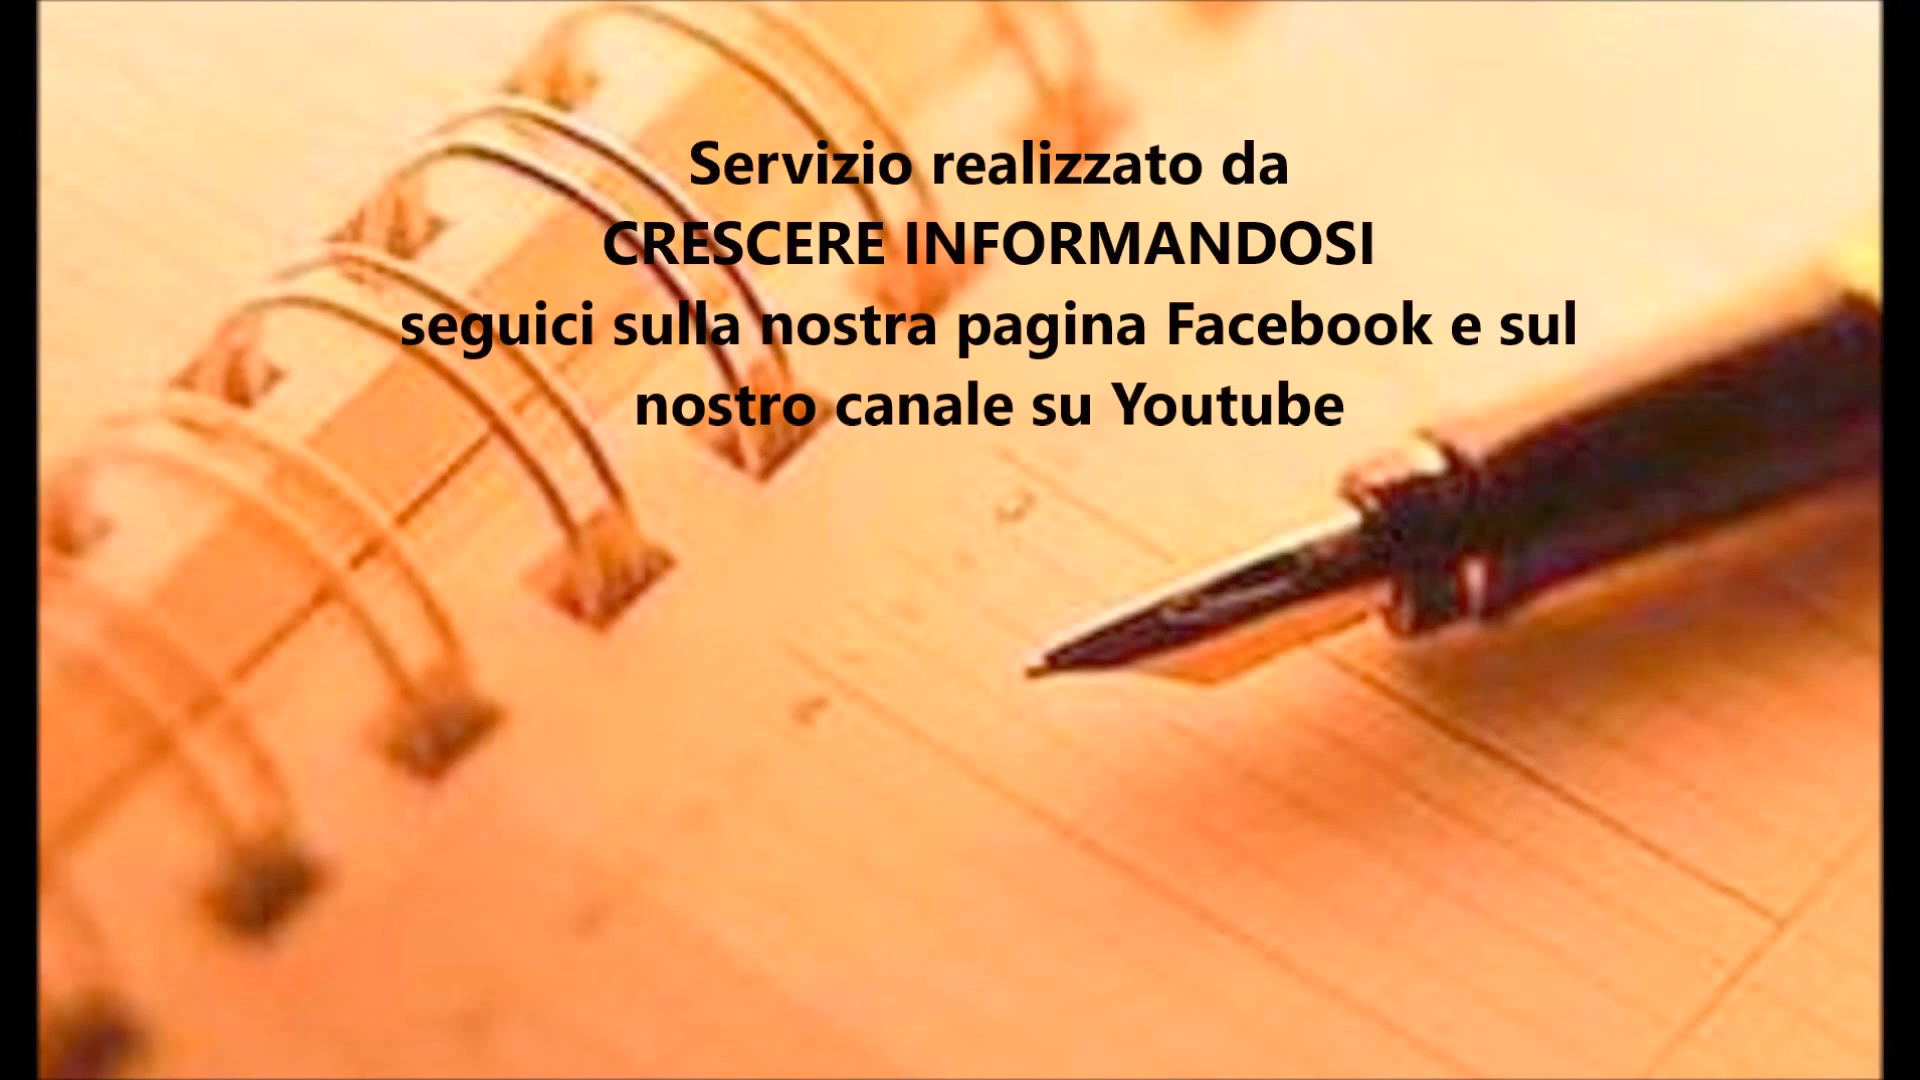 Servizio realizzato da
CRESCERE INFORMANDOSI
seguici sulla nostra pagina Facebook e sul
nostro canale su Youtube